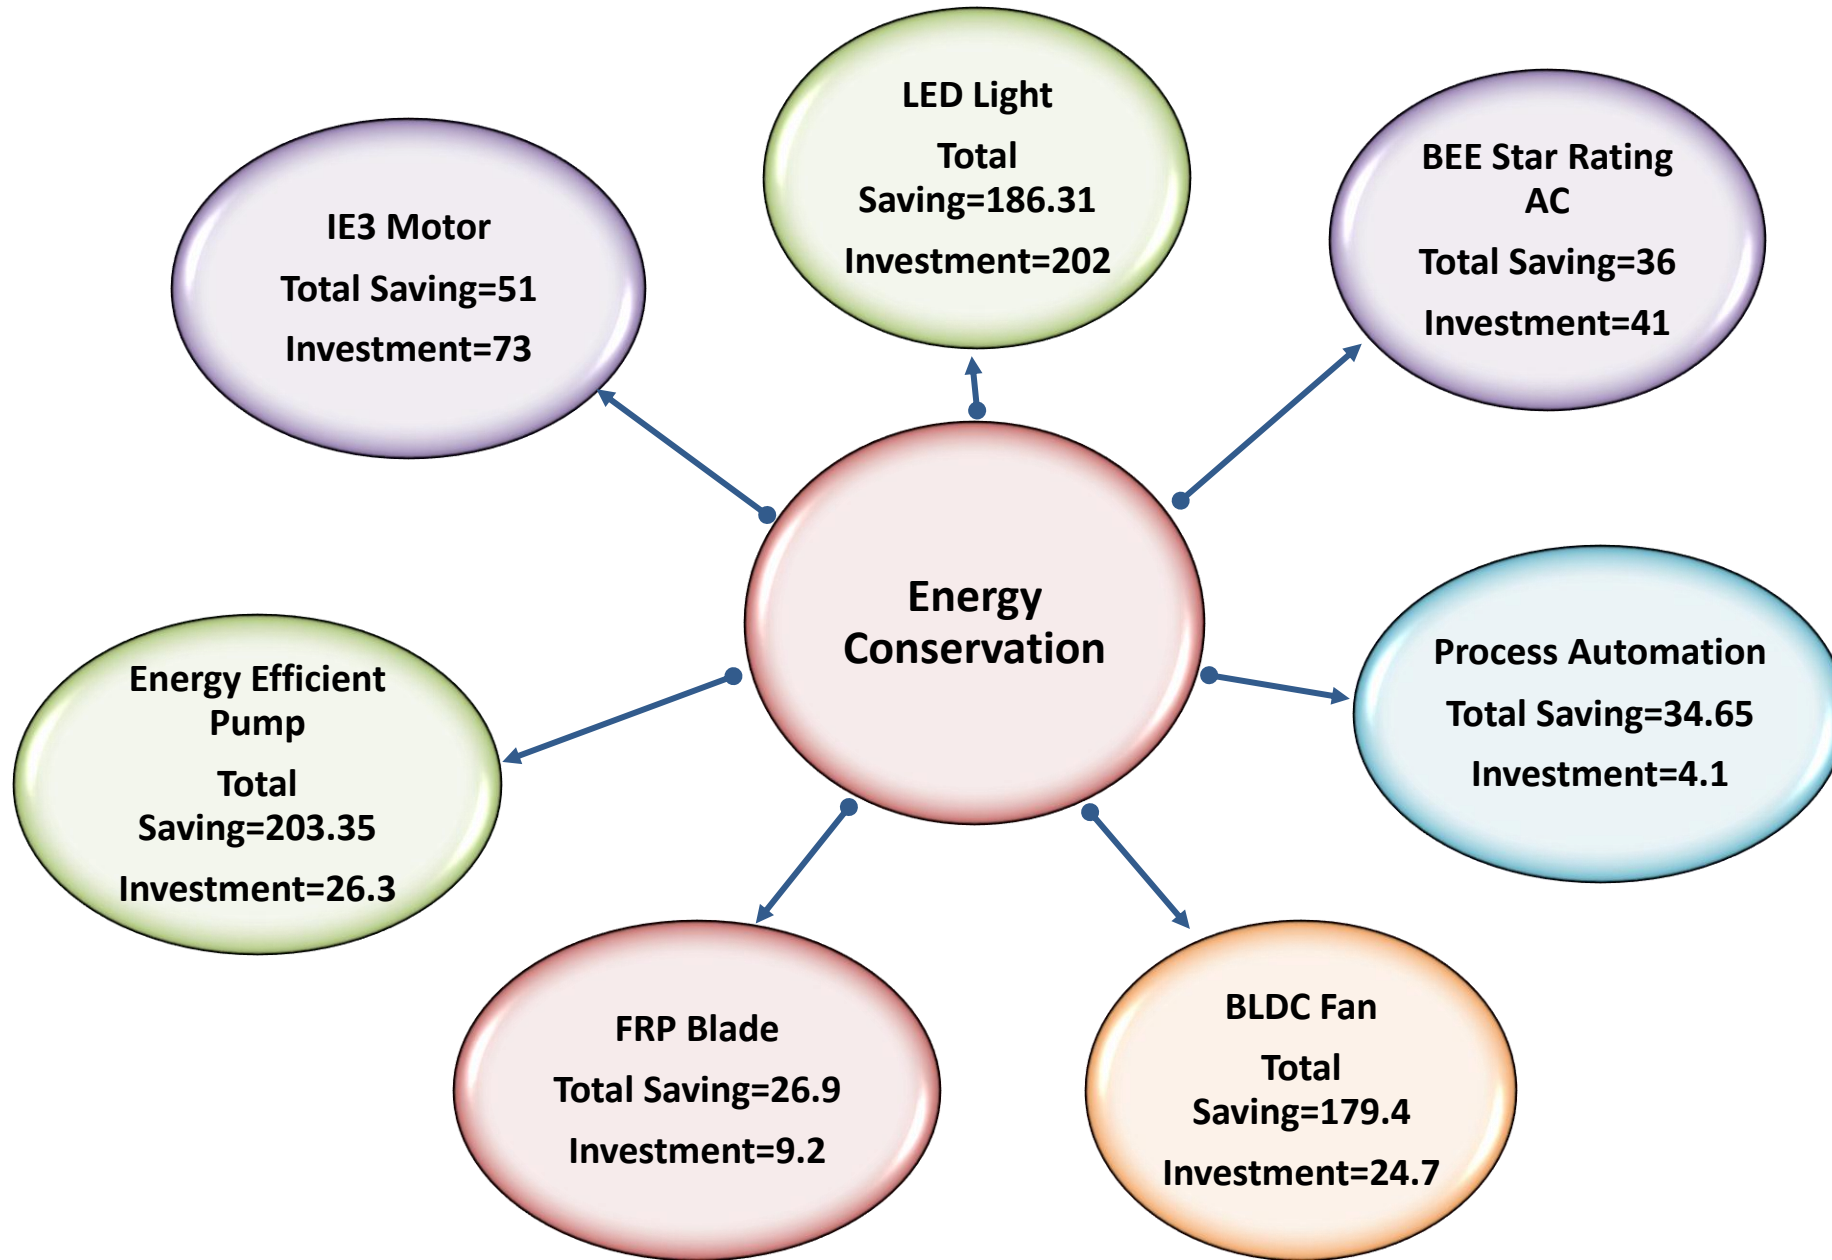 LED Light
Total
Saving=186.31
Investment=202
BEE Star Rating
AC
Total Saving=36
Investment=41
IE3 Motor
Total Saving=51
Investment=73
Energy
Conservation
Process Automation
Total Saving=34.65
Investment=4.1
Energy Efficient
Pump
Total
Saving=203.35
Investment=26.3
FRP Blade
Total Saving=26.9
Investment=9.2
BLDC Fan
Total
Saving=179.4
Investment=24.7